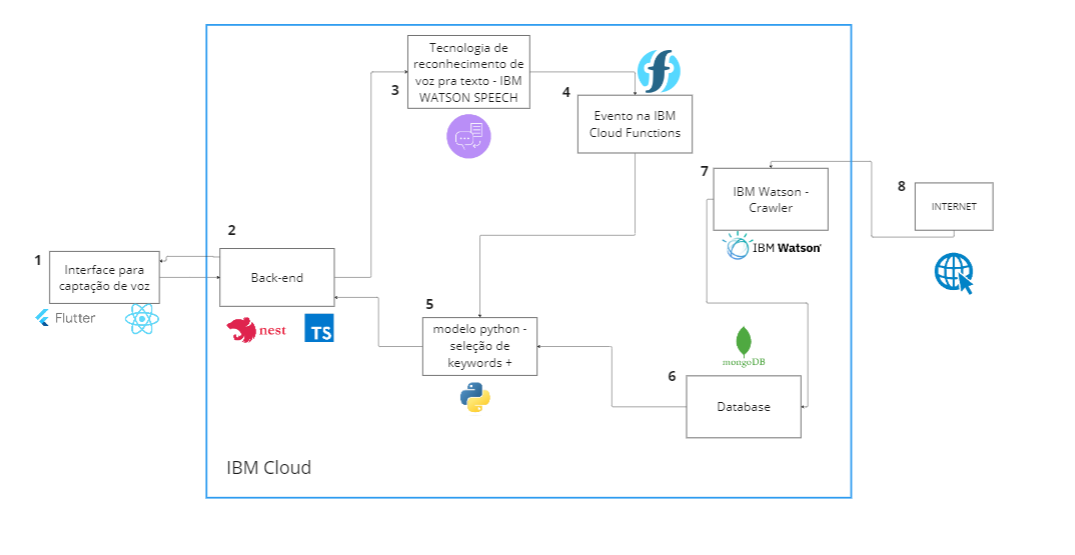 1
Interface para
captação de voz
Flutter
2
Back-end
nest
TS
3
Tecnologia de
reconhecimento de
voz pra texto - IBM
WATSON SPEECH
4
Evento na IBM
Cloud Functions
5
modelo python -
seleção de
keywords +
6
mongoDB
Database
7
IBM Watson -
Crawler
IBM Watson
8
INTERNET
IBM Cloud